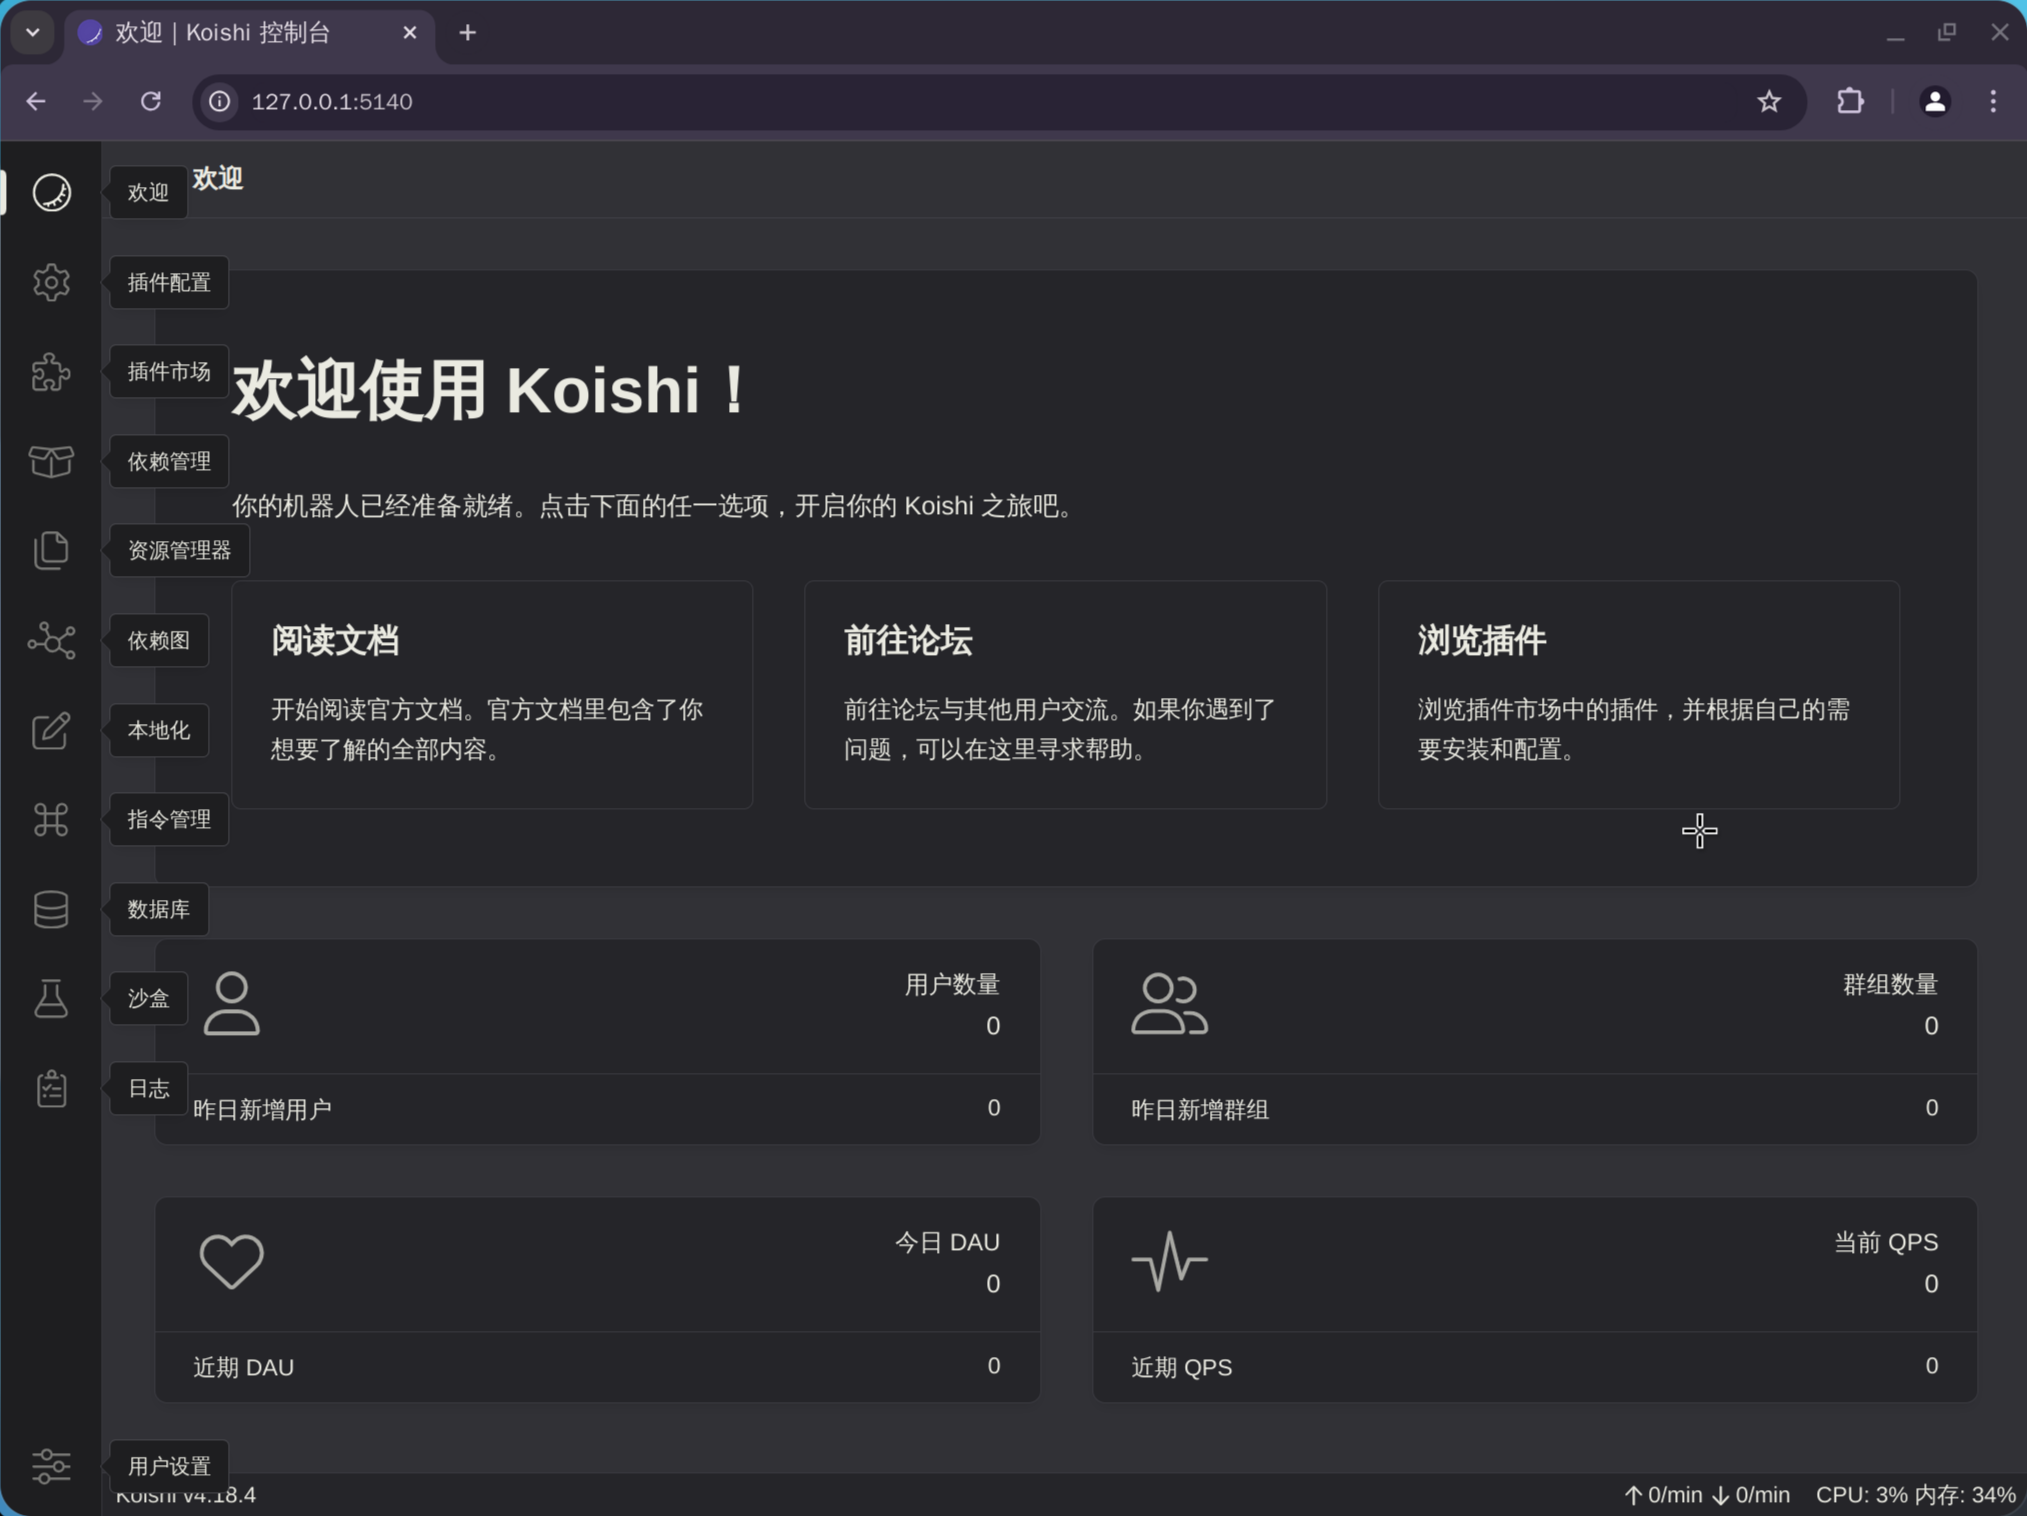 欢迎 | Koishi 控制台
127.0.0.1:5140
欢迎
欢迎
插件配置
插件市场
依赖管理
资源管理器
依赖图
本地化
指令管理
数据库
沙盒
日志
用户设置
欢迎使用 Koishi！
你的机器人已经准备就绪。点击下面的任一选项，开启你的 Koishi 之旅吧。
阅读文档
开始阅读官方文档。官方文档里包含了你
想要了解的全部内容。
前往论坛
前往论坛与其他用户交流。如果你遇到了
问题，可以在这里寻求帮助。
浏览插件
浏览插件市场中的插件，并根据自己的需
要安装和配置。
用户数量
0
昨日新增用户 0
群组数量
0
昨日新增群组 0
今日 DAU
0
近期 DAU 0
当前 QPS
0
近期 QPS 0
Koishi v4.18.4
↑ 0/min ↓ 0/min CPU: 3% 内存: 34%